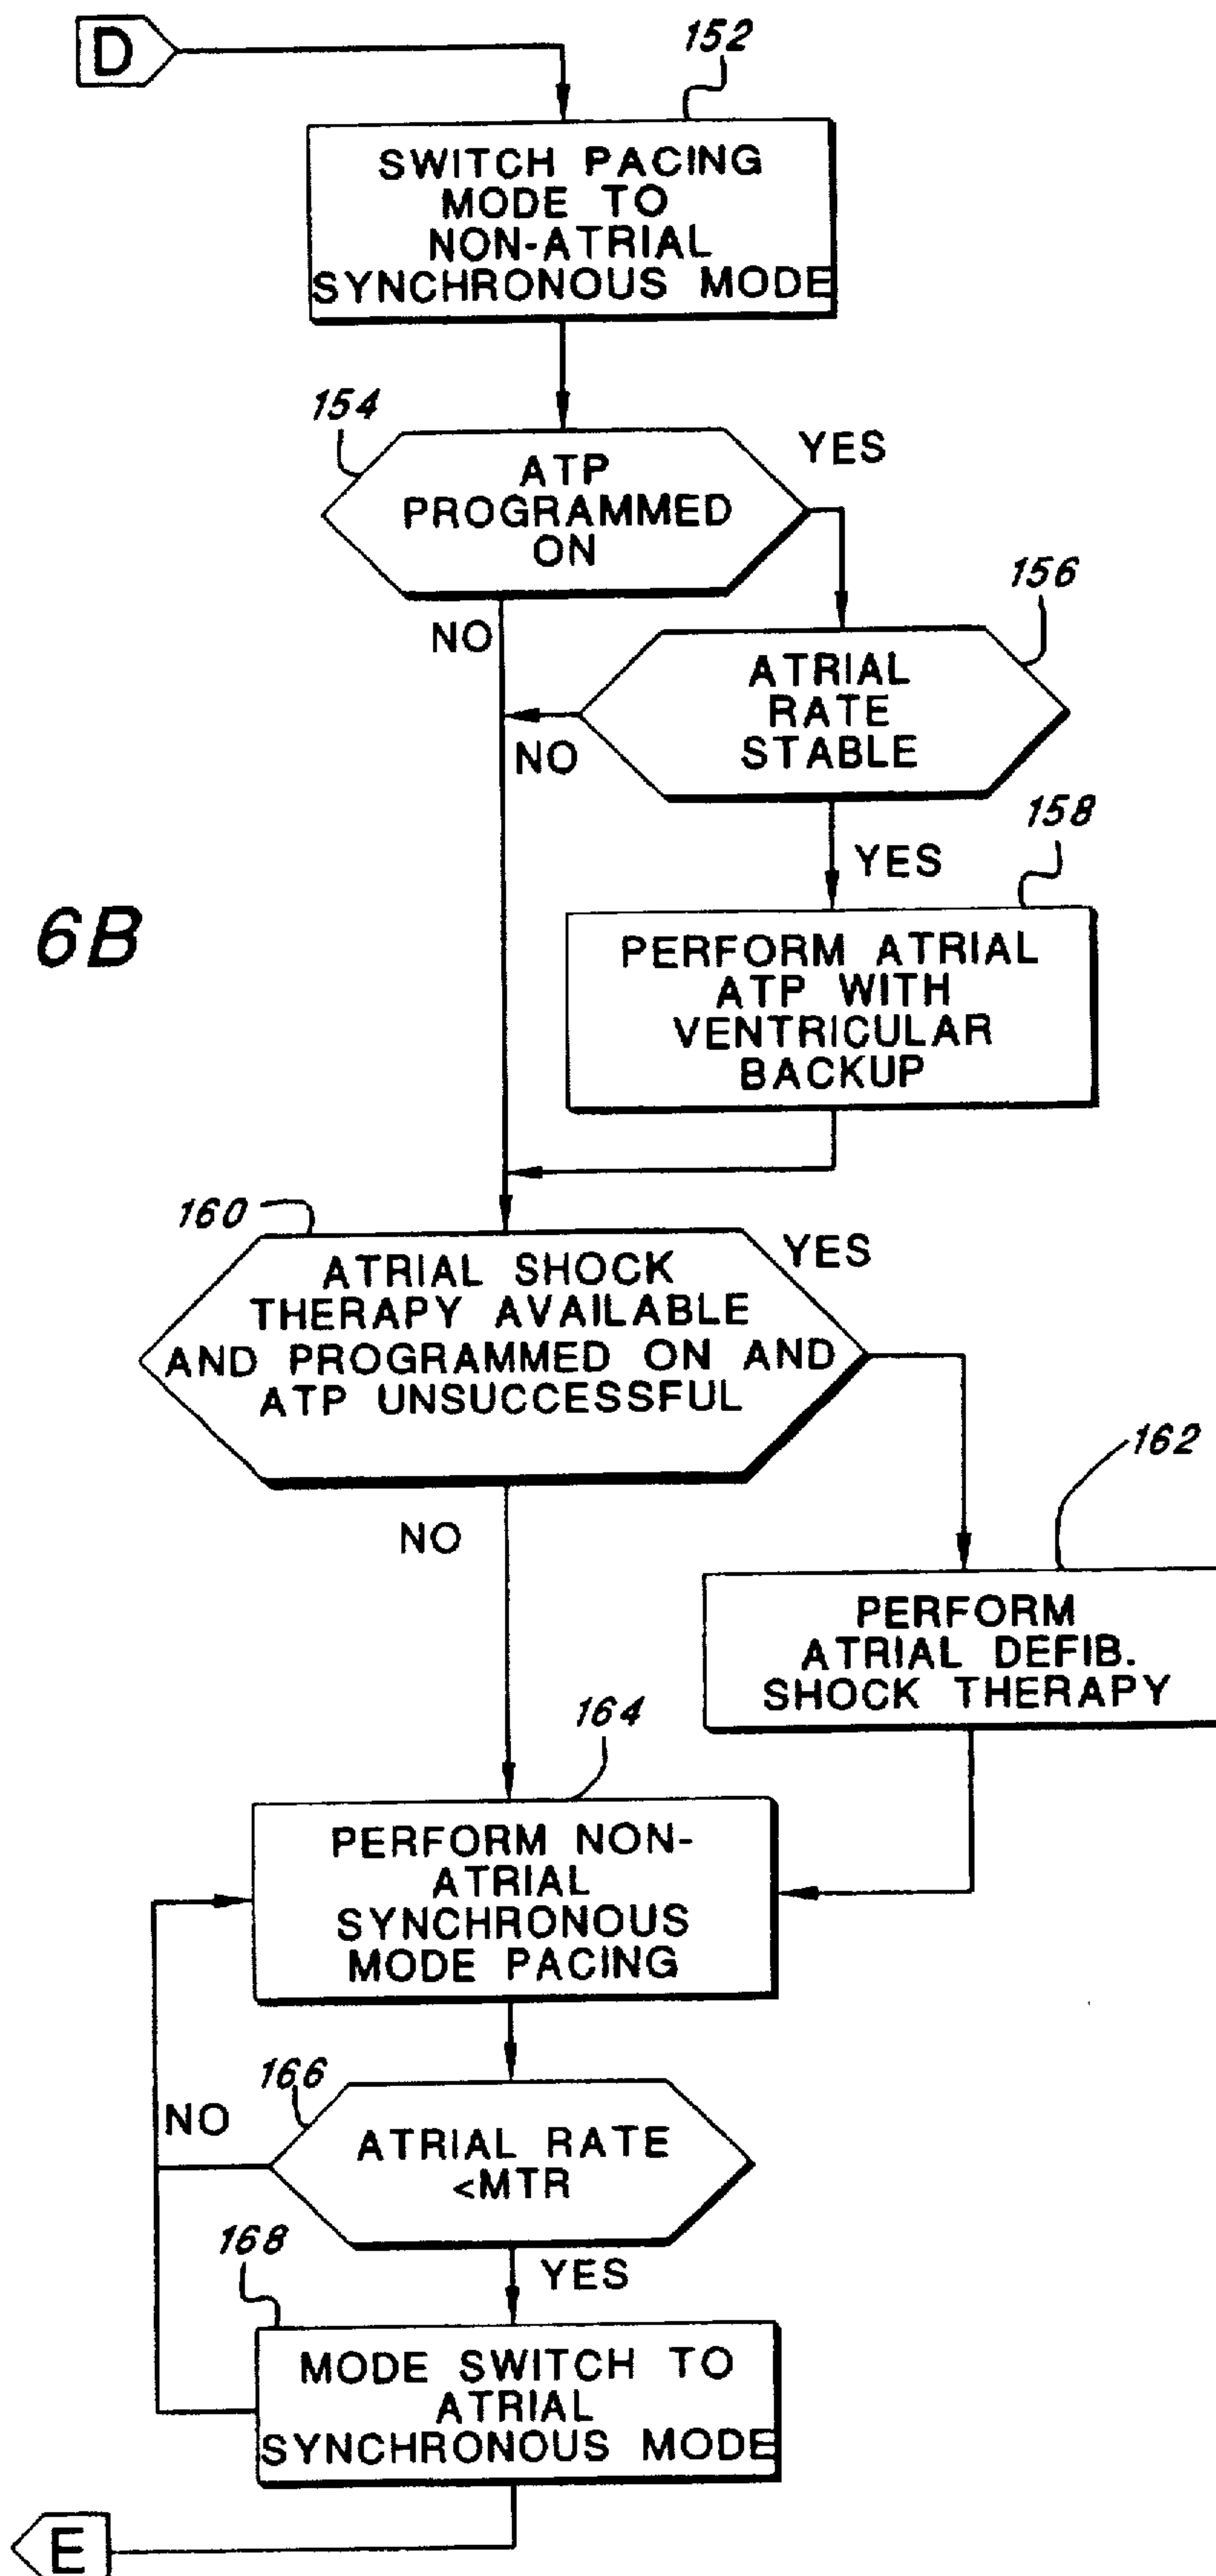 D
152
SWITCH PACING
MODE TO
NON-ATRIAL
SYNCHRONOUS MODE
154
ATP
PROGRAMMED
ON
YES
NO
156
ATRIAL
RATE
STABLE
NO
YES
158
PERFORM ATRIAL
ATP WITH
VENTRICULAR
BACKUP
6B
160
ATRIAL SHOCK
THERAPY AVAILABLE
AND PROGRAMMED ON AND
ATP UNSUCCESSFUL
YES
NO
162
PERFORM
ATRIAL DEFIB.
SHOCK THERAPY
164
PERFORM NON-
ATRIAL
SYNCHRONOUS
MODE PACING
166
NO
ATRIAL RATE
<MTR
YES
168
MODE SWITCH TO
ATRIAL
SYNCHRONOUS MODE
E